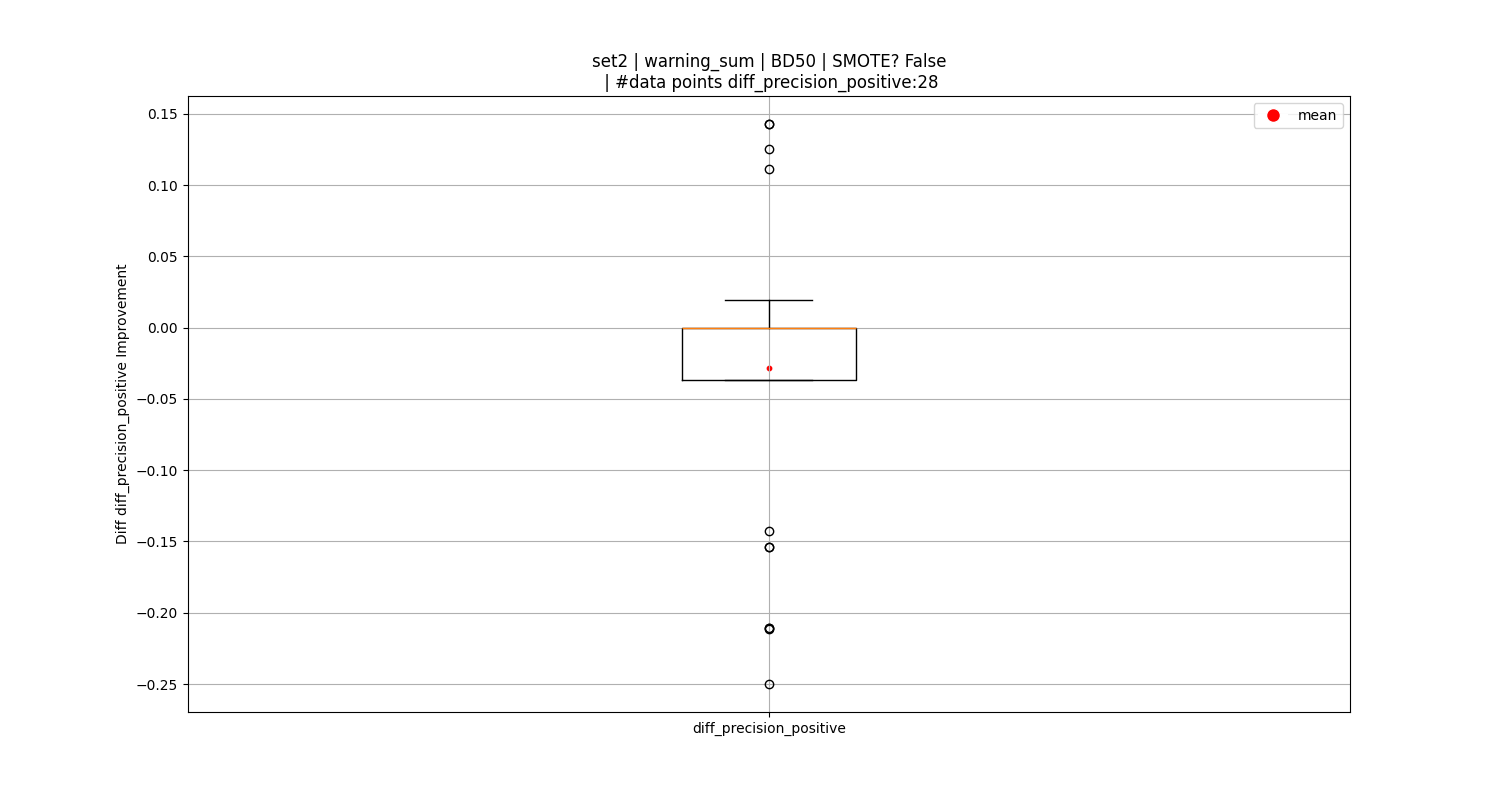 set2 | warning_sum | BD50 | SMOTE? False
| #data points diff_precision_positive:28
mean
0.15
0.10
0.05
0.00
−0.05
−0.10
−0.15
−0.20
−0.25
Diff diff_precision_positive Improvement
diff_precision_positive